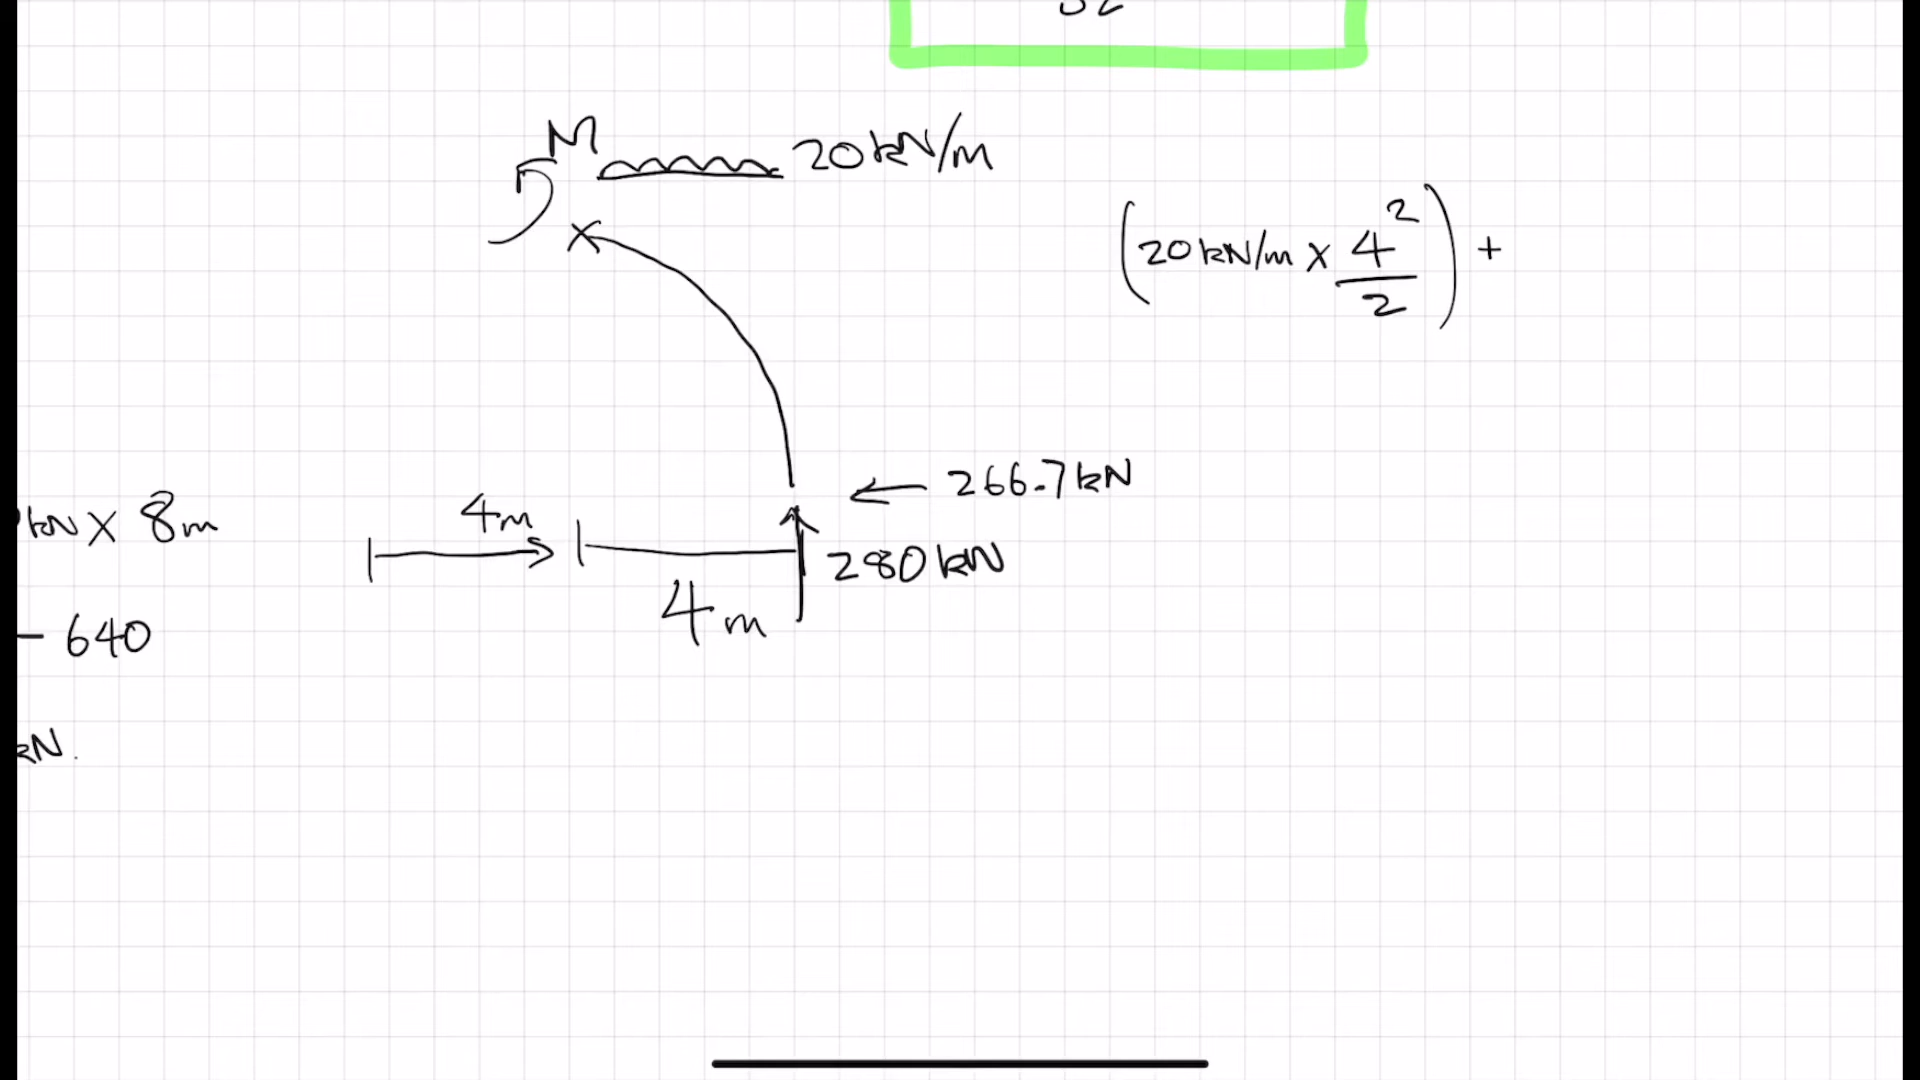 M 20kN/m
(20kN/m x 4²/2) +
266.7kN
kN x 8m
4m
280kN
4m
- 640
kN.